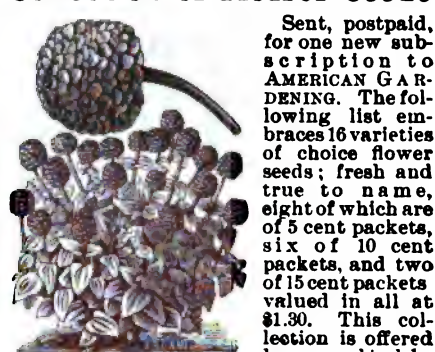 Sent, postpaid,
for one new sub-
scription to
AMERICAN GAR-
DENING. The fol-
lowing list em-
braces 16 varieties
of choice flower
seeds; fresh and
true to name,
eight of which are
of 5 cent packets,
six of 10 cent
packets, and two
of 15 cent packets
valued in all at
$1.30. This col-
lection is offered